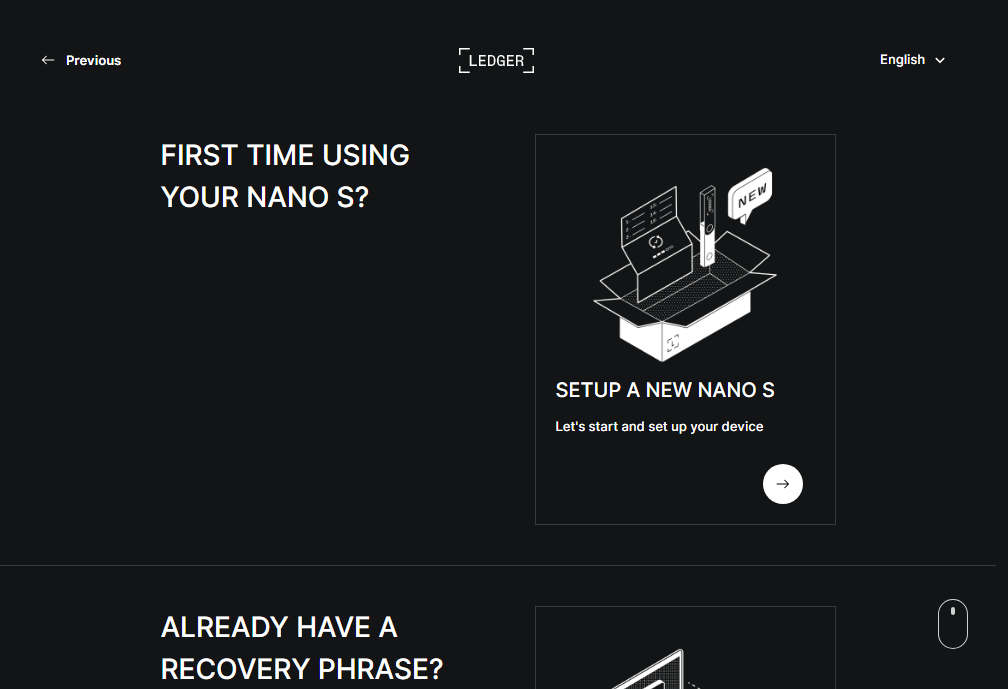 Previous
LEDGER
English
FIRST TIME USING
YOUR NANO S?
NEW
SETUP A NEW NANO S
Let's start and set up your device
ALREADY HAVE A
RECOVERY PHRASE?